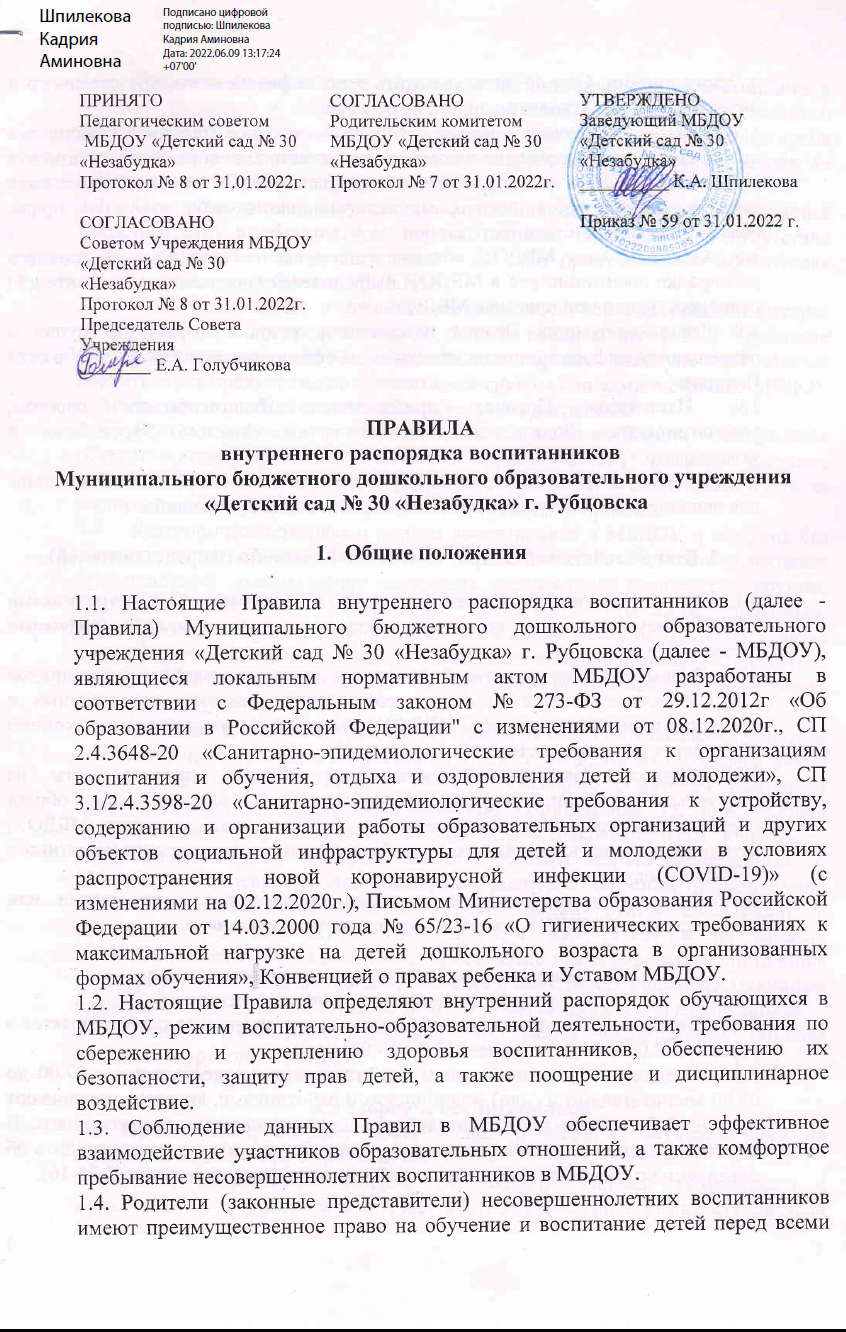 Шпилекова
Кадрия
Аминовна
Подписано цифровой
подписью: Шпилекова
Кадрия Аминовна
Дата: 2022.06.09 13:17:24
+07'00'
ПРИНЯТО
Педагогическим советом
МБДОУ «Детский сад № 30
«Незабудка»
Протокол № 8 от 31.01.2022г.
СОГЛАСОВАНО
Родительским комитетом
МБДОУ «Детский сад № 30
«Незабудка»
Протокол № 7 от 31.01.2022г.
УТВЕРЖДЕНО
Заведующий МБДОУ
«Детский сад № 30
«Незабудка»
К.А. Шпилекова
Приказ № 59 от 31.01.2022 г.
СОГЛАСОВАНО
Советом Учреждения МБДОУ
«Детский сад № 30
«Незабудка»
Протокол № 8 от 31.01.2022г.
Председатель Совета
Учреждения
Е.А. Голубчикова
ПРАВИЛА
внутреннего распорядка воспитанников
Муниципального бюджетного дошкольного образовательного учреждения
«Детский сад № 30 «Незабудка» г. Рубцовска
1. Общие положения
1.1. Настоящие Правила внутреннего распорядка воспитанников (далее -
Правила) Муниципального бюджетного дошкольного образовательного
учреждения «Детский сад № 30 «Незабудка» г. Рубцовска (далее - МБДОУ),
являющиеся локальным нормативным актом МБДОУ разработаны в
соответствии с Федеральным законом № 273-ФЗ от 29.12.2012г «Об
образовании в Российской Федерации" с изменениями от 08.12.2020г., СП
2.4.3648-20 «Санитарно-эпидемиологические требования к организациям
воспитания и обучения, отдыха и оздоровления детей и молодежи», СП
3.1/2.4.3598-20 «Санитарно-эпидемиологические требования к устройству,
содержанию и организации работы образовательных организаций и других
объектов социальной инфраструктуры для детей и молодежи в условиях
распространения новой коронавирусной инфекции (COVID-19)» (с
изменениями на 02.12.2020г.), Письмом Министерства образования Российской
Федерации от 14.03.2000 года № 65/23-16 «О гигиенических требованиях к
максимальной нагрузке на детей дошкольного возраста в организованных
формах обучения», Конвенцией о правах ребенка и Уставом МБДОУ.
1.2. Настоящие Правила определяют внутренний распорядок обучающихся в
МБДОУ, режим воспитательно-образовательной деятельности, требования по
сбережению и укреплению здоровья воспитанников, обеспечению их
безопасности, защиту прав детей, а также поощрение и дисциплинарное
воздействие.
1.3. Соблюдение данных Правил в МБДОУ обеспечивает эффективное
взаимодействие участников образовательных отношений, а также комфортное
пребывание несовершеннолетних воспитанников в МБДОУ.
1.4. Родители (законные представители) несовершеннолетних воспитанников
имеют преимущественное право на обучение и воспитание детей перед всеми